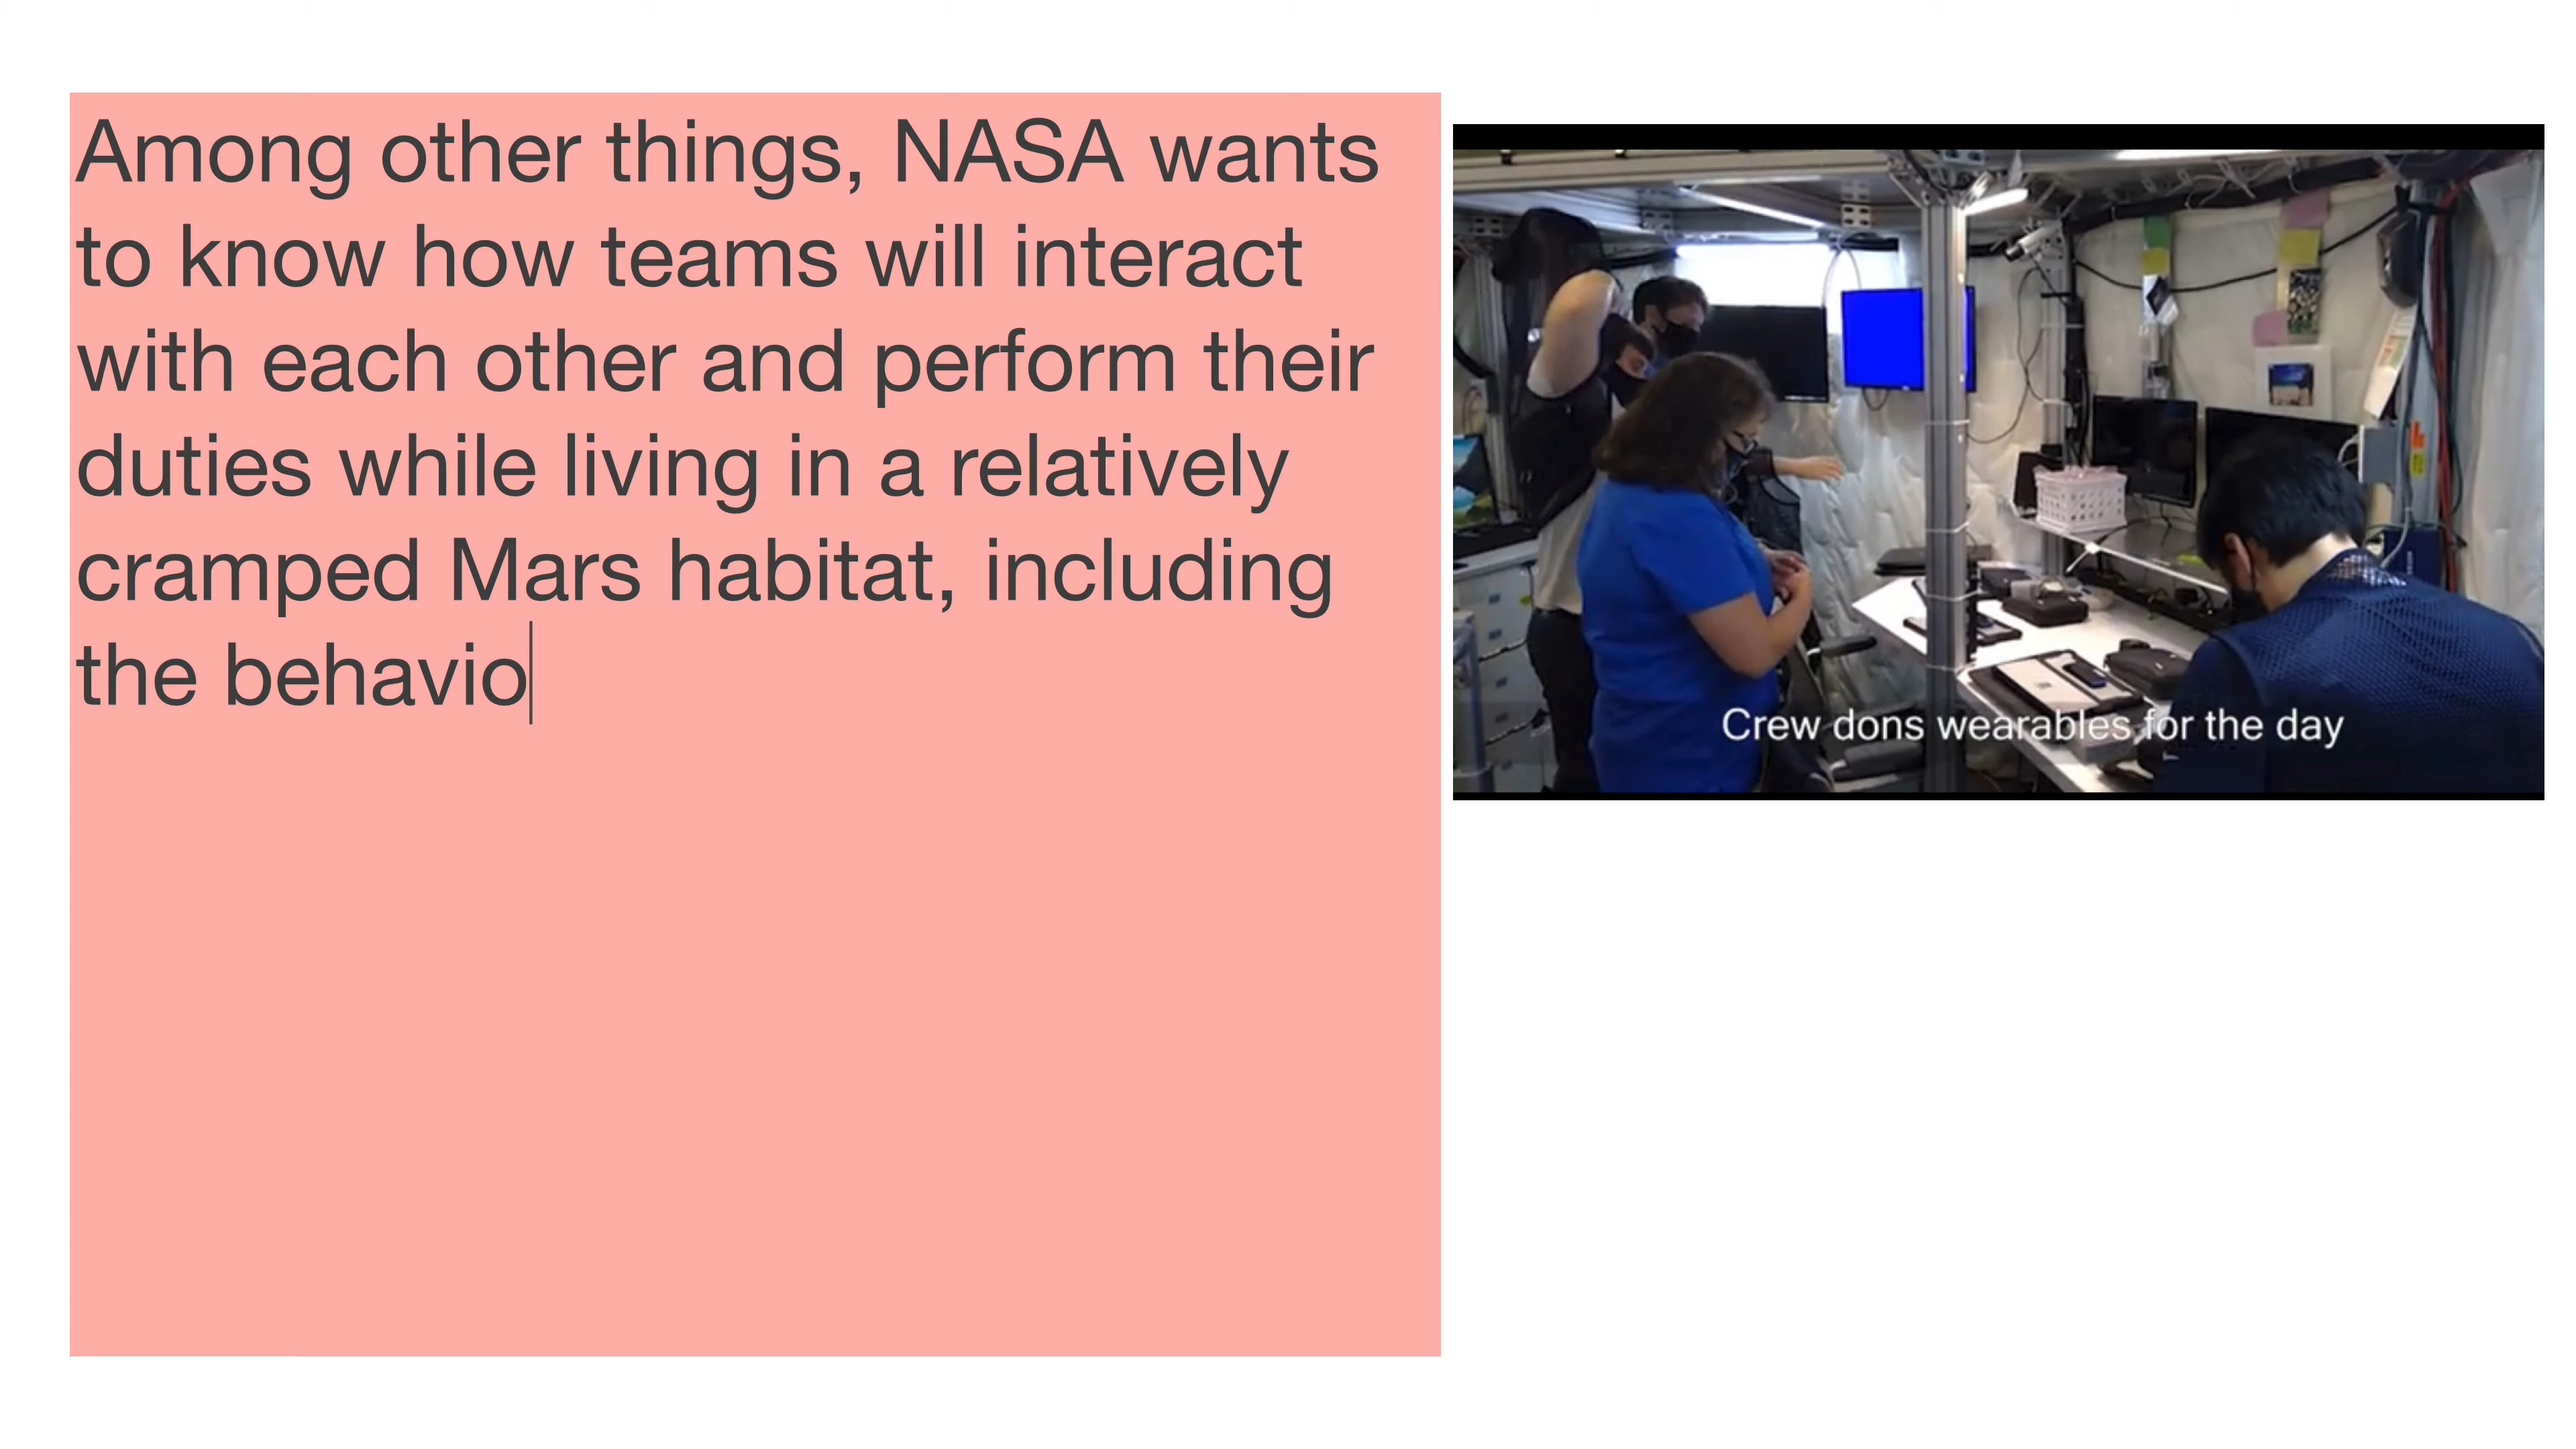 Among other things, NASA wants
to know how teams will interact
with each other and perform their
duties while living in a relatively
cramped Mars habitat, including
the behavio
Crew dons wearables for the day